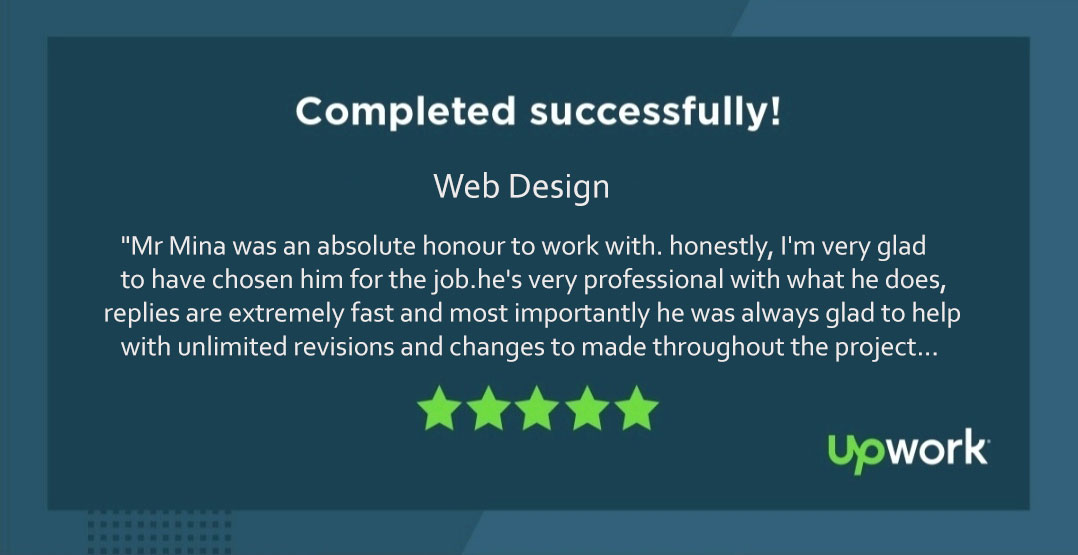 Completed successfully!
Web Design
"Mr Mina was an absolute honour to work with. honestly, I'm very glad
to have chosen him for the job.he's very professional with what he does,
replies are extremely fast and most importantly he was always glad to help
with unlimited revisions and changes to made throughout the project...
upwork